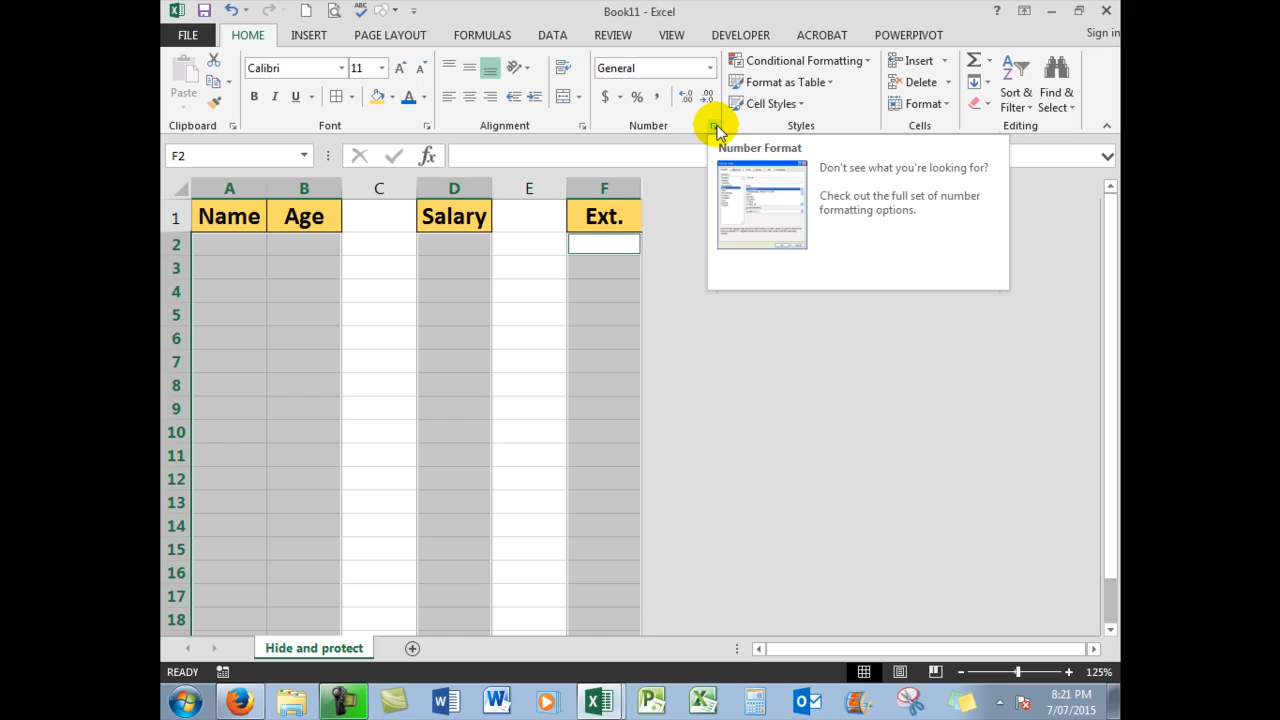 Book11 - Excel
?
FILE
HOME
INSERT
PAGE LAYOUT
FORMULAS
DATA
REVIEW
VIEW
DEVELOPER
ACROBAT
POWERPIVOT
Sign in
Paste
Calibri
11
B I U
General
$ % ,
Conditional Formatting
Format as Table
Cell Styles
Insert
Delete
Format
Sort &
Filter
Find &
Select
Clipboard
Font
Alignment
Number
Styles
Cells
Editing
F2
fx
Number Format
Don't see what you're looking for?
Check out the full set of number
formatting options.
A B C D E F
1 Name Age Salary Ext.
2
3
4
5
6
7
8
9
10
11
12
13
14
15
16
17
18
Hide and protect
READY
125%
8:21 PM
7/07/2015